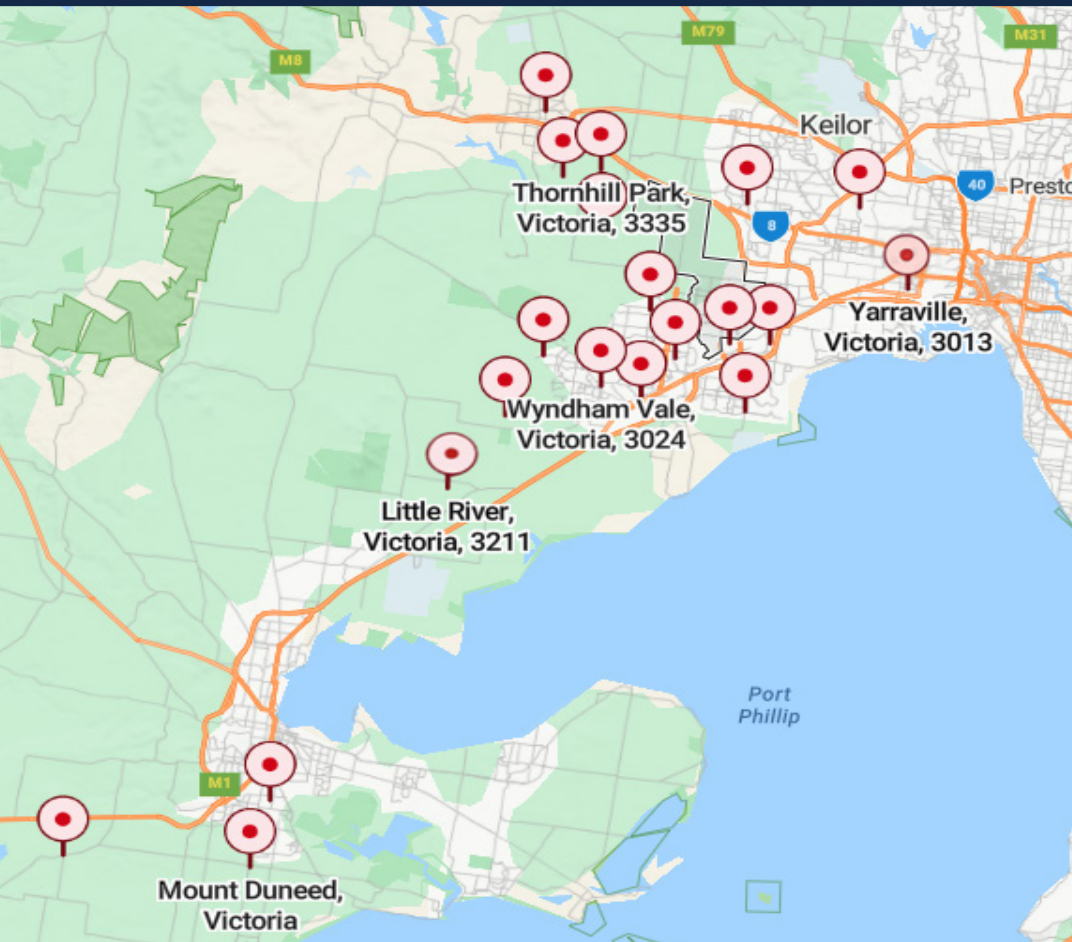 M79
M31
M8
Keilor
40
Presto
Thornhill Park,
Victoria, 3335
8
Yarraville,
Victoria, 3013
Wyndham Vale,
Victoria, 3024
Little River,
Victoria, 3211
Port
Phillip
M1
Mount Duneed,
Victoria